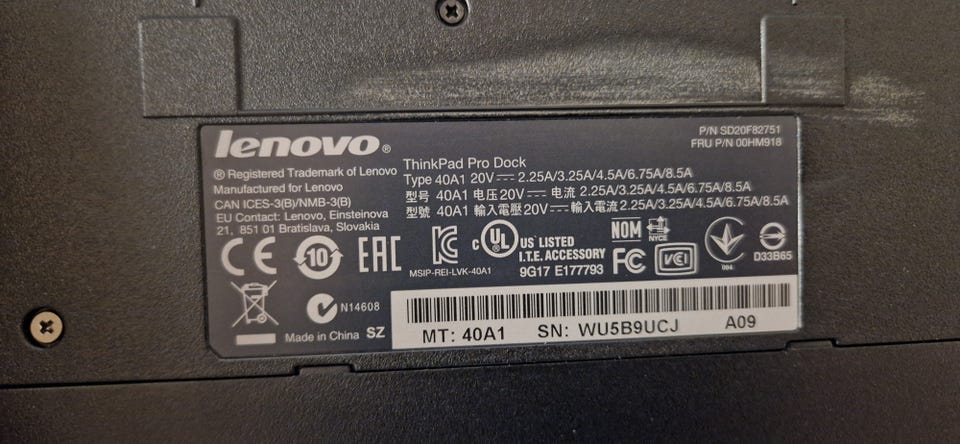 lenovo®
P/N SD20F82751
FRU P/N 00HM918
® Registered Trademark of Lenovo
Manufactured for Lenovo
CAN ICES-3(B)/NMB-3(B)
EU Contact: Lenovo, Einsteinova
21, 851 01 Bratislava, Slovakia
ThinkPad Pro Dock
Type 40A1 20V⎓2.25A/3.25A/4.5A/6.75A/8.5A
型号 40A1 电压20V⎓电流 2.25A/3.25A/4.5A/6.75A/8.5A
型號 40A1 輸入電壓20V⎓輸入電流2.25A/3.25A/4.5A/6.75A/8.5A
CE 10 EAC
MSIP-REI-LVK-40A1
c UL US LISTED
I.T.E. ACCESSORY
9G17 E177793
NOM
NYCE
FC
VCCI
004
D33B65
N14608
Made in China SZ
MT: 40A1 SN: WU5B9UCJ A09